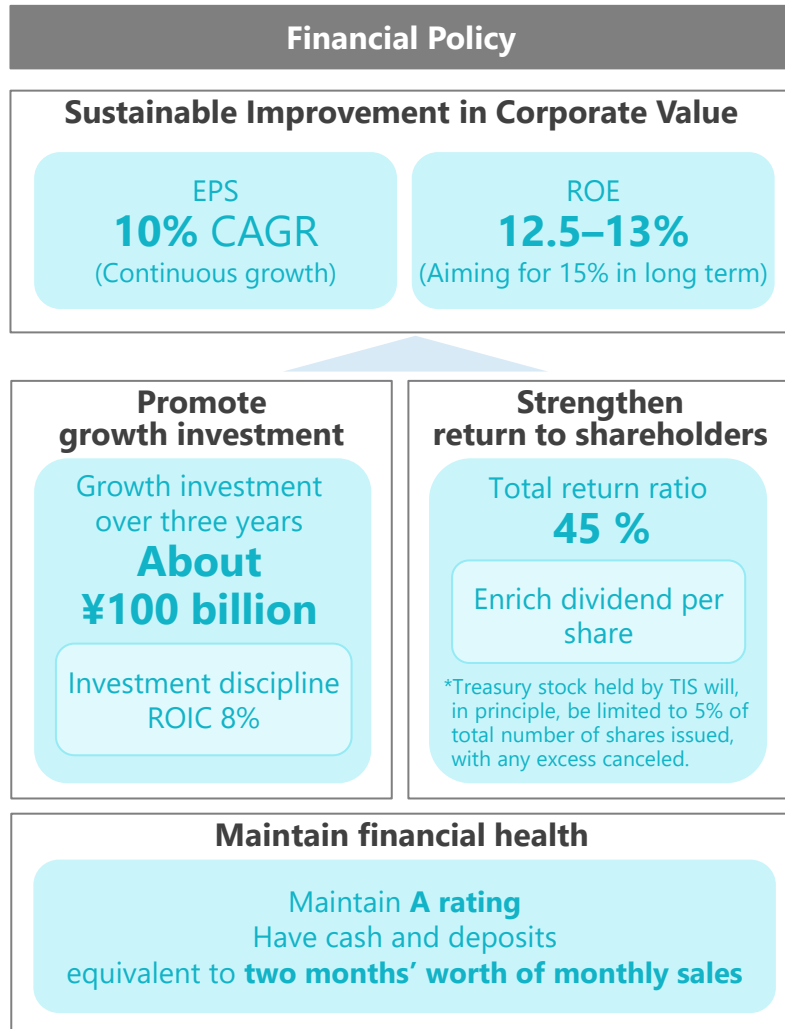 Financial Policy
Sustainable Improvement in Corporate Value
EPS
10% CAGR
(Continuous growth)
ROE
12.5–13%
(Aiming for 15% in long term)
Promote
growth investment
Growth investment
over three years
About
¥100 billion
Investment discipline
ROIC 8%
Strengthen
return to shareholders
Total return ratio
45 %
Enrich dividend per
share
*Treasury stock held by TIS will,
in principle, be limited to 5% of
total number of shares issued,
with any excess canceled.
Maintain financial health
Maintain A rating
Have cash and deposits
equivalent to two months’ worth of monthly sales